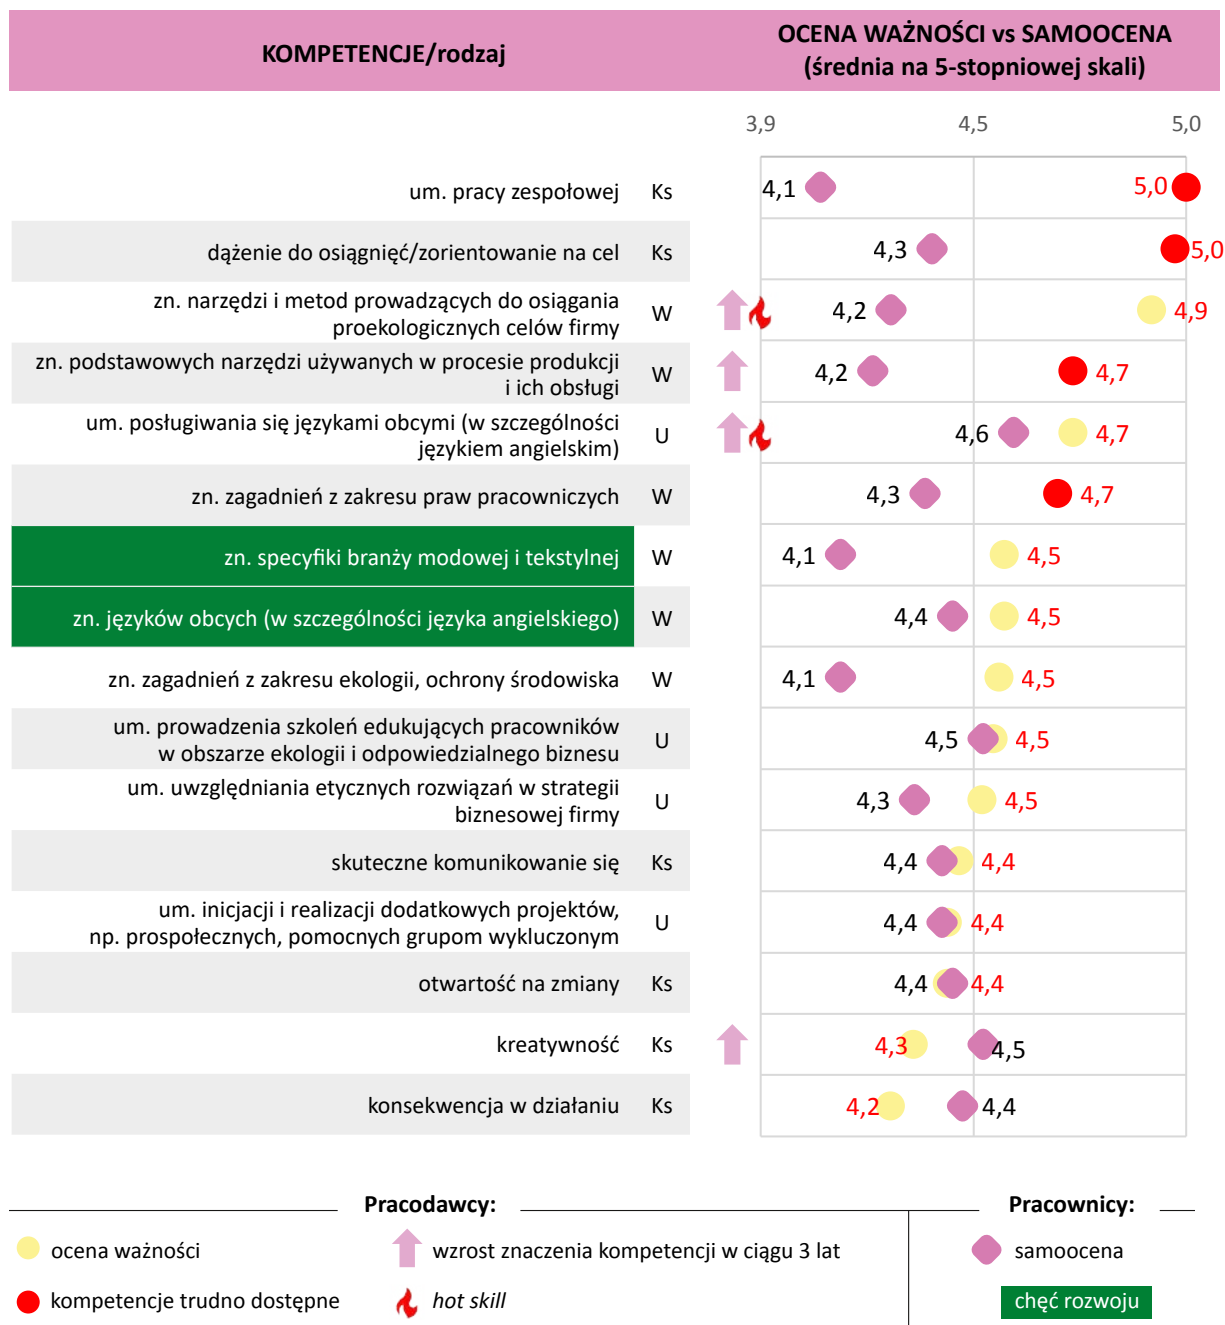 KOMPETENCJE/rodzaj
OCENA WAŻNOŚCI vs SAMOOCENA
(średnia na 5-stopniowej skali)
3,9 4,5 5,0
um. pracy zespołowej Ks 4,1 5,0
dążenie do osiągnięć/zorientowanie na cel Ks 4,3 5,0
zn. narzędzi i metod prowadzących do osiągania
proekologicznych celów firmy W 4,2 4,9
zn. podstawowych narzędzi używanych w procesie produkcji
i ich obsługi W 4,2 4,7
um. posługiwania się językami obcymi (w szczególności
językiem angielskim) U 4,6 4,7
zn. zagadnień z zakresu praw pracowniczych W 4,3 4,7
zn. specyfiki branży modowej i tekstylnej W 4,1 4,5
zn. języków obcych (w szczególności języka angielskiego) W 4,4 4,5
zn. zagadnień z zakresu ekologii, ochrony środowiska W 4,1 4,5
um. prowadzenia szkoleń edukujących pracowników
w obszarze ekologii i odpowiedzialnego biznesu U 4,5 4,5
um. uwzględniania etycznych rozwiązań w strategii
biznesowej firmy U 4,3 4,5
skuteczne komunikowanie się Ks 4,4 4,4
um. inicjacji i realizacji dodatkowych projektów,
np. prospołecznych, pomocnych grupom wykluczonym U 4,4 4,4
otwartość na zmiany Ks 4,4 4,4
kreatywność Ks 4,3 4,5
konsekwencja w działaniu Ks 4,2 4,4
Pracodawcy: Pracownicy:
ocena ważności wzrost znaczenia kompetencji w ciągu 3 lat samoocena
kompetencje trudno dostępne hot skill chęć rozwoju